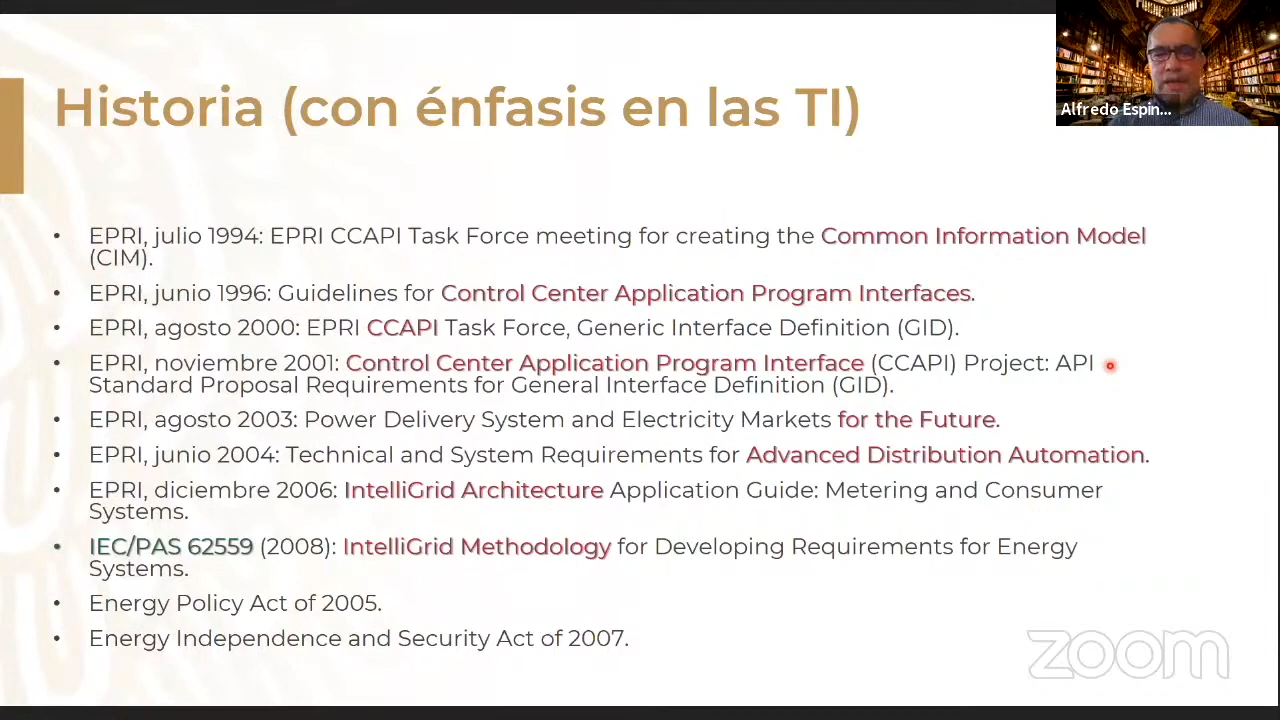 Historia (con énfasis en las TI)
Alfredo Espin...
• EPRI, julio 1994: EPRI CCAPI Task Force meeting for creating the Common Information Model
(CIM).
• EPRI, junio 1996: Guidelines for Control Center Application Program Interfaces.
• EPRI, agosto 2000: EPRI CCAPI Task Force, Generic Interface Definition (GID).
• EPRI, noviembre 2001: Control Center Application Program Interface (CCAPI) Project: API
Standard Proposal Requirements for General Interface Definition (GID).
• EPRI, agosto 2003: Power Delivery System and Electricity Markets for the Future.
• EPRI, junio 2004: Technical and System Requirements for Advanced Distribution Automation.
• EPRI, diciembre 2006: IntelliGrid Architecture Application Guide: Metering and Consumer
Systems.
• IEC/PAS 62559 (2008): IntelliGrid Methodology for Developing Requirements for Energy
Systems.
• Energy Policy Act of 2005.
• Energy Independence and Security Act of 2007.
zoom